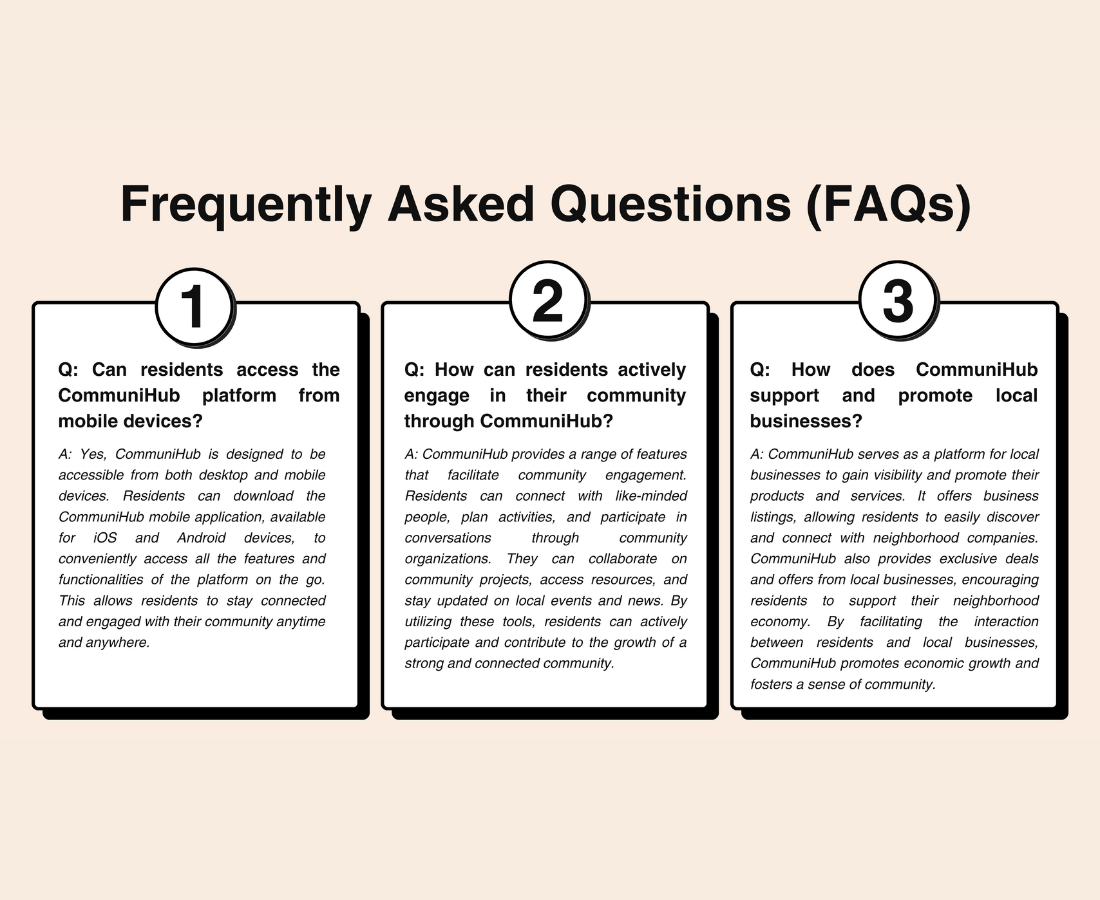 Frequently Asked Questions (FAQs)
1
Q: Can residents access the
CommuniHub platform from
mobile devices?
A: Yes, CommuniHub is designed to be
accessible from both desktop and mobile
devices. Residents can download the
CommuniHub mobile application, available
for iOS and Android devices, to
conveniently access all the features and
functionalities of the platform on the go.
This allows residents to stay connected
and engaged with their community anytime
and anywhere.
2
Q: How can residents actively
engage in their community
through CommuniHub?
A: CommuniHub provides a range of features
that facilitate community engagement.
Residents can connect with like-minded
people, plan activities, and participate in
conversations through community
organizations. They can collaborate on
community projects, access resources, and
stay updated on local events and news. By
utilizing these tools, residents can actively
participate and contribute to the growth of a
strong and connected community.
3
Q: How does CommuniHub
support and promote local
businesses?
A: CommuniHub serves as a platform for local
businesses to gain visibility and promote their
products and services. It offers business
listings, allowing residents to easily discover
and connect with neighborhood companies.
CommuniHub also provides exclusive deals
and offers from local businesses, encouraging
residents to support their neighborhood
economy. By facilitating the interaction
between residents and local businesses,
CommuniHub promotes economic growth and
fosters a sense of community.